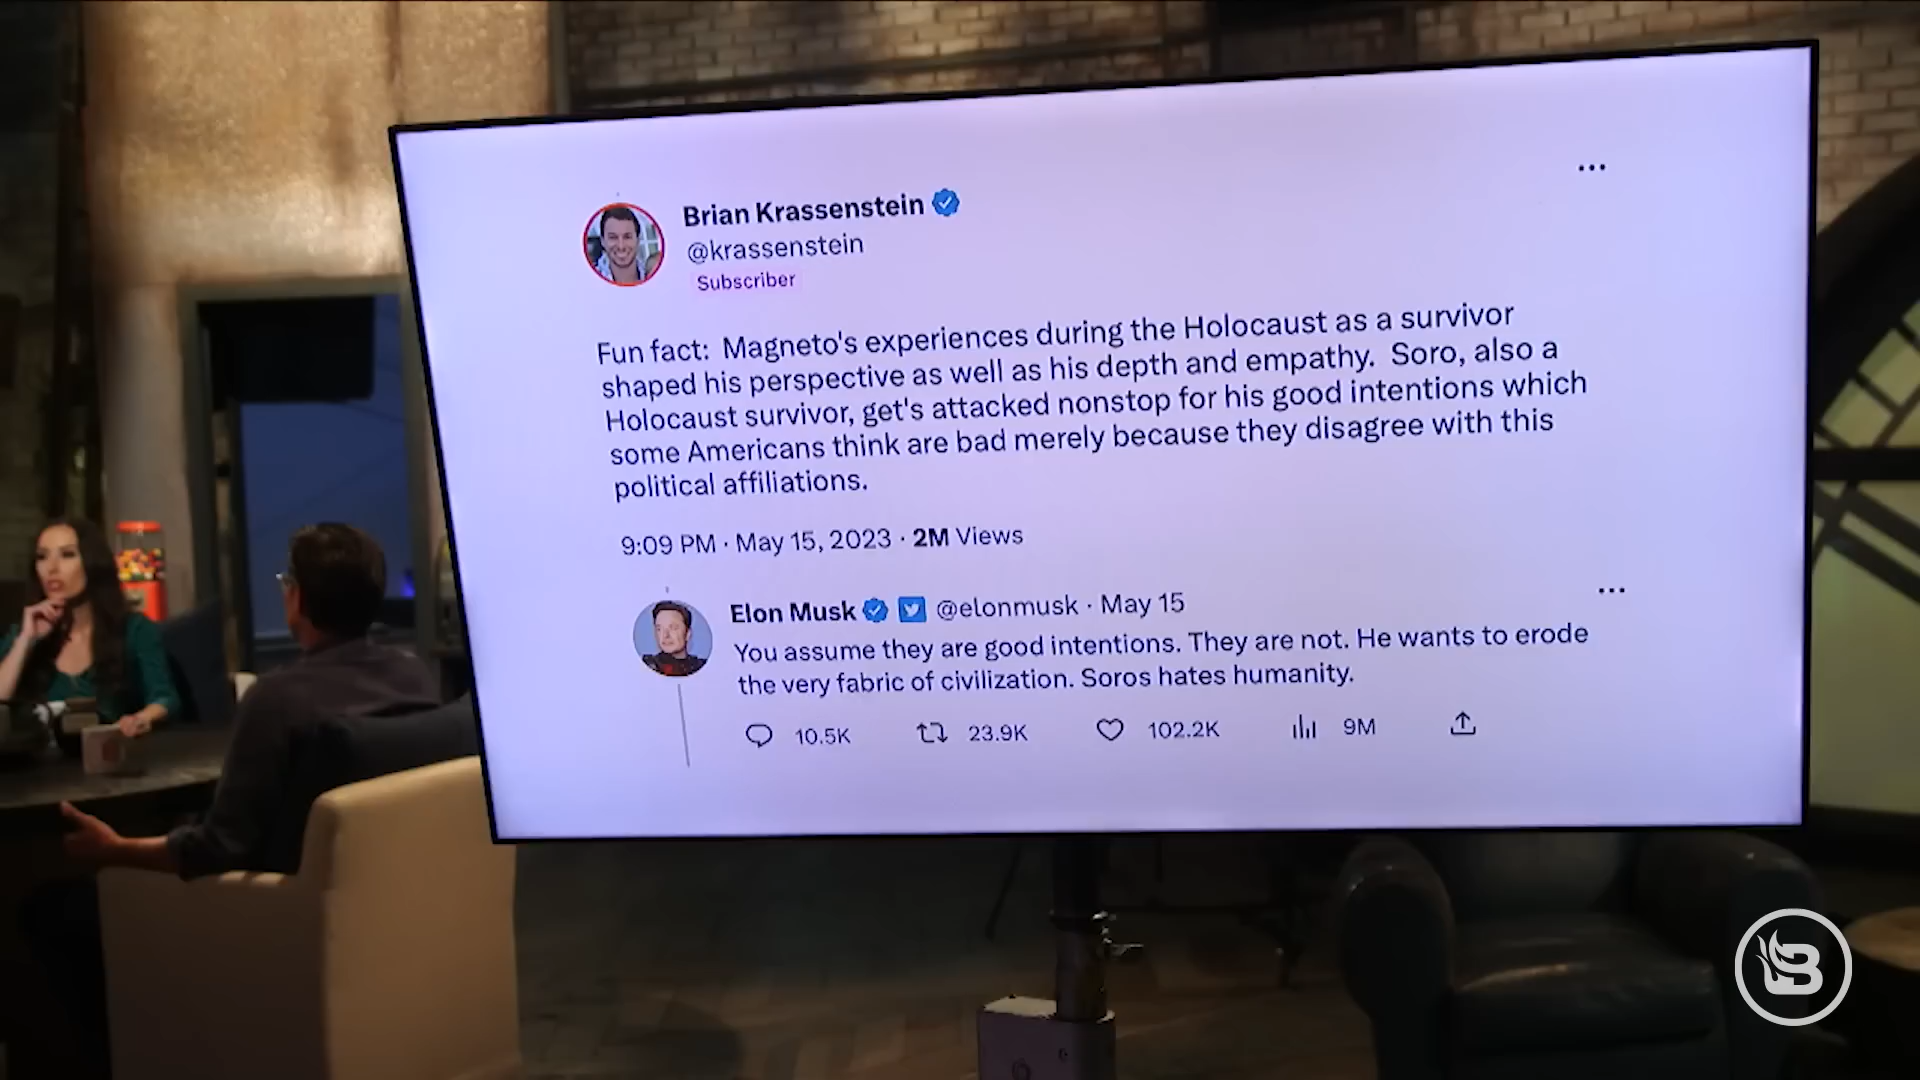 Brian Krassenstein
@krassenstein
Subscriber
Fun fact:  Magneto's experiences during the Holocaust as a survivor
shaped his perspective as well as his depth and empathy.  Soro, also a
Holocaust survivor, get's attacked nonstop for his good intentions which
some Americans think are bad merely because they disagree with this
political affiliations.
9:09 PM · May 15, 2023 · 2M Views
Elon Musk @elonmusk · May 15
You assume they are good intentions. They are not. He wants to erode
the very fabric of civilization. Soros hates humanity.
10.5K 23.9K 102.2K 9M
B